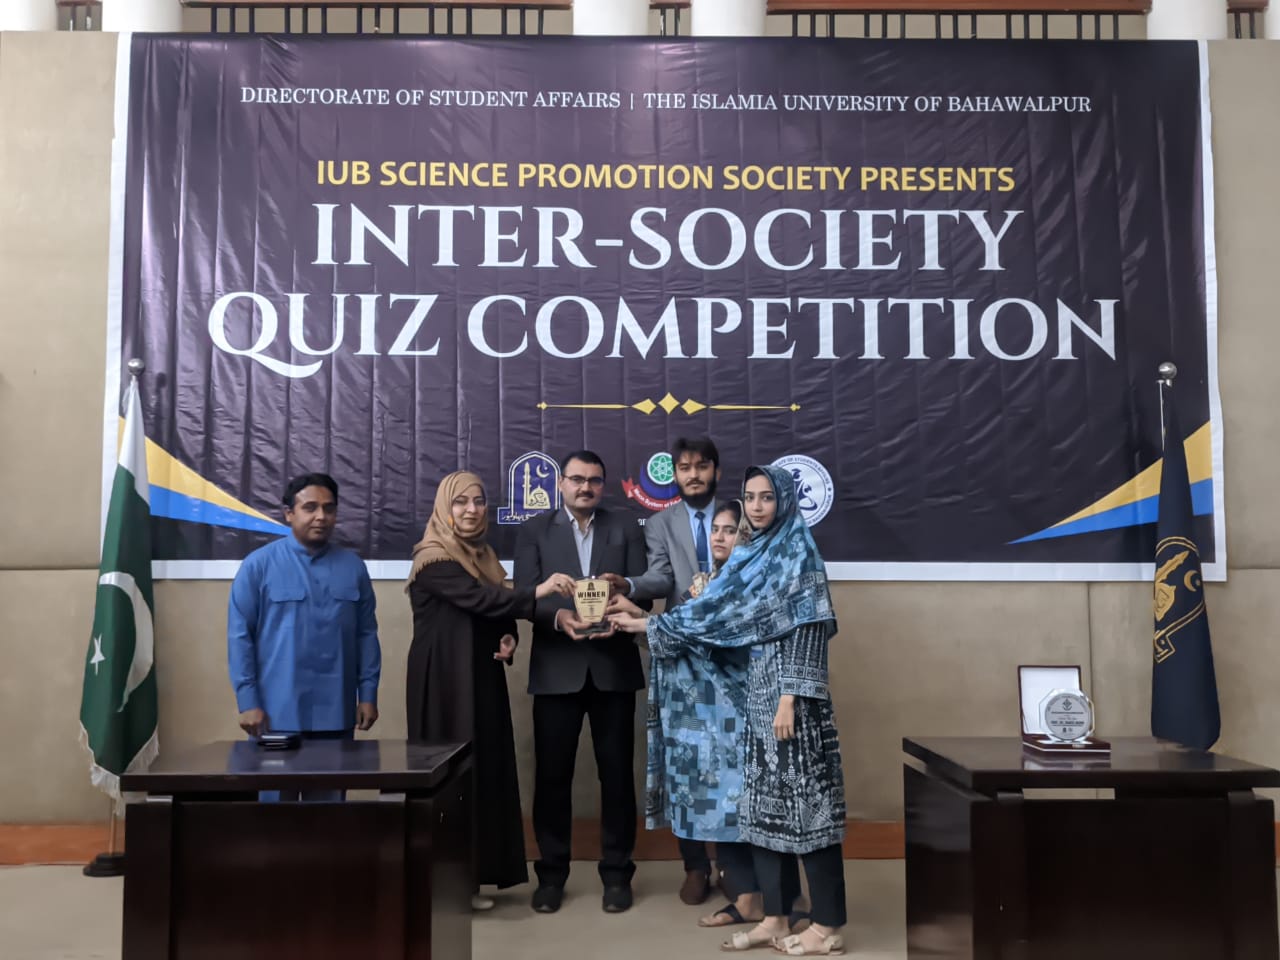 DIRECTORATE OF STUDENT AFFAIRS | THE ISLAMIA UNIVERSITY OF BAHAWALPUR
IUB SCIENCE PROMOTION SOCIETY PRESENTS
INTER-SOCIETY
QUIZ COMPETITION
WINNER